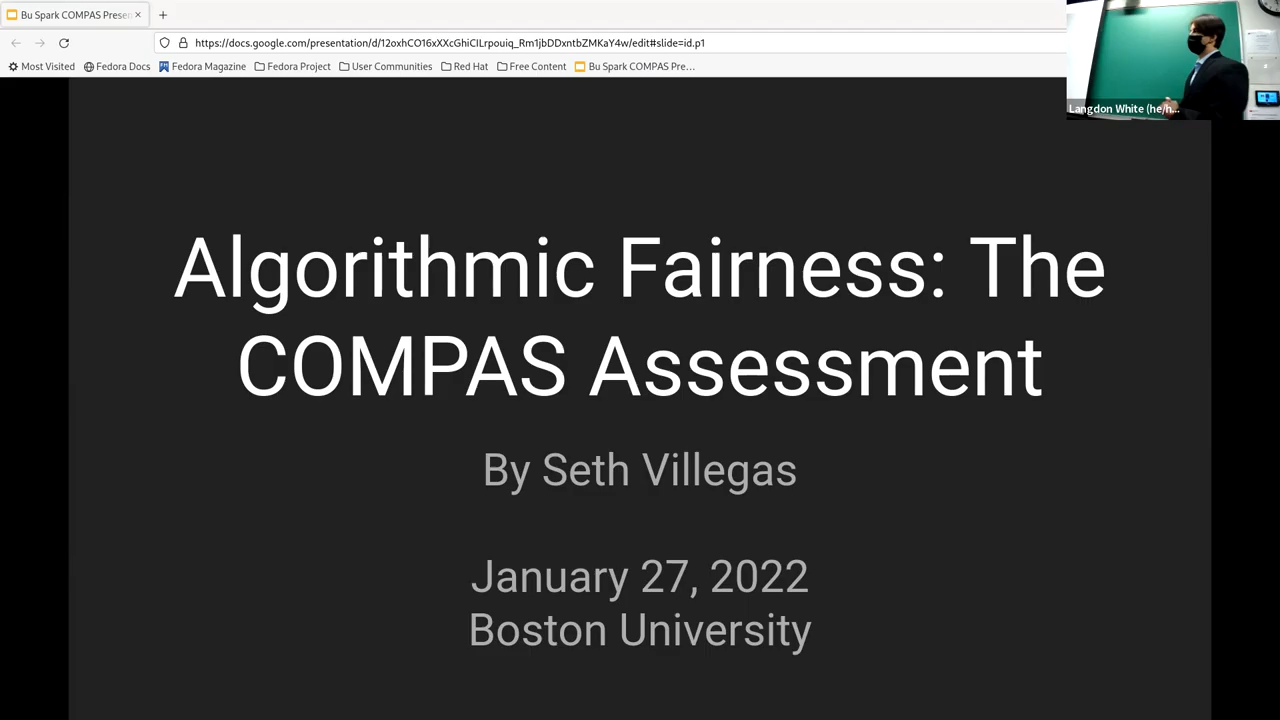 Bu Spark COMPAS Presen
https://docs.google.com/presentation/d/12oxhCO16xXXcGhiCILrpouiq_Rm1jbDDxntbZMKaY4w/edit#slide=id.p1
Most Visited
Fedora Docs
Fedora Magazine
Fedora Project
User Communities
Red Hat
Free Content
Bu Spark COMPAS Pre...
Langdon White (he/h...
Algorithmic Fairness: The
COMPAS Assessment
By Seth Villegas
January 27, 2022
Boston University